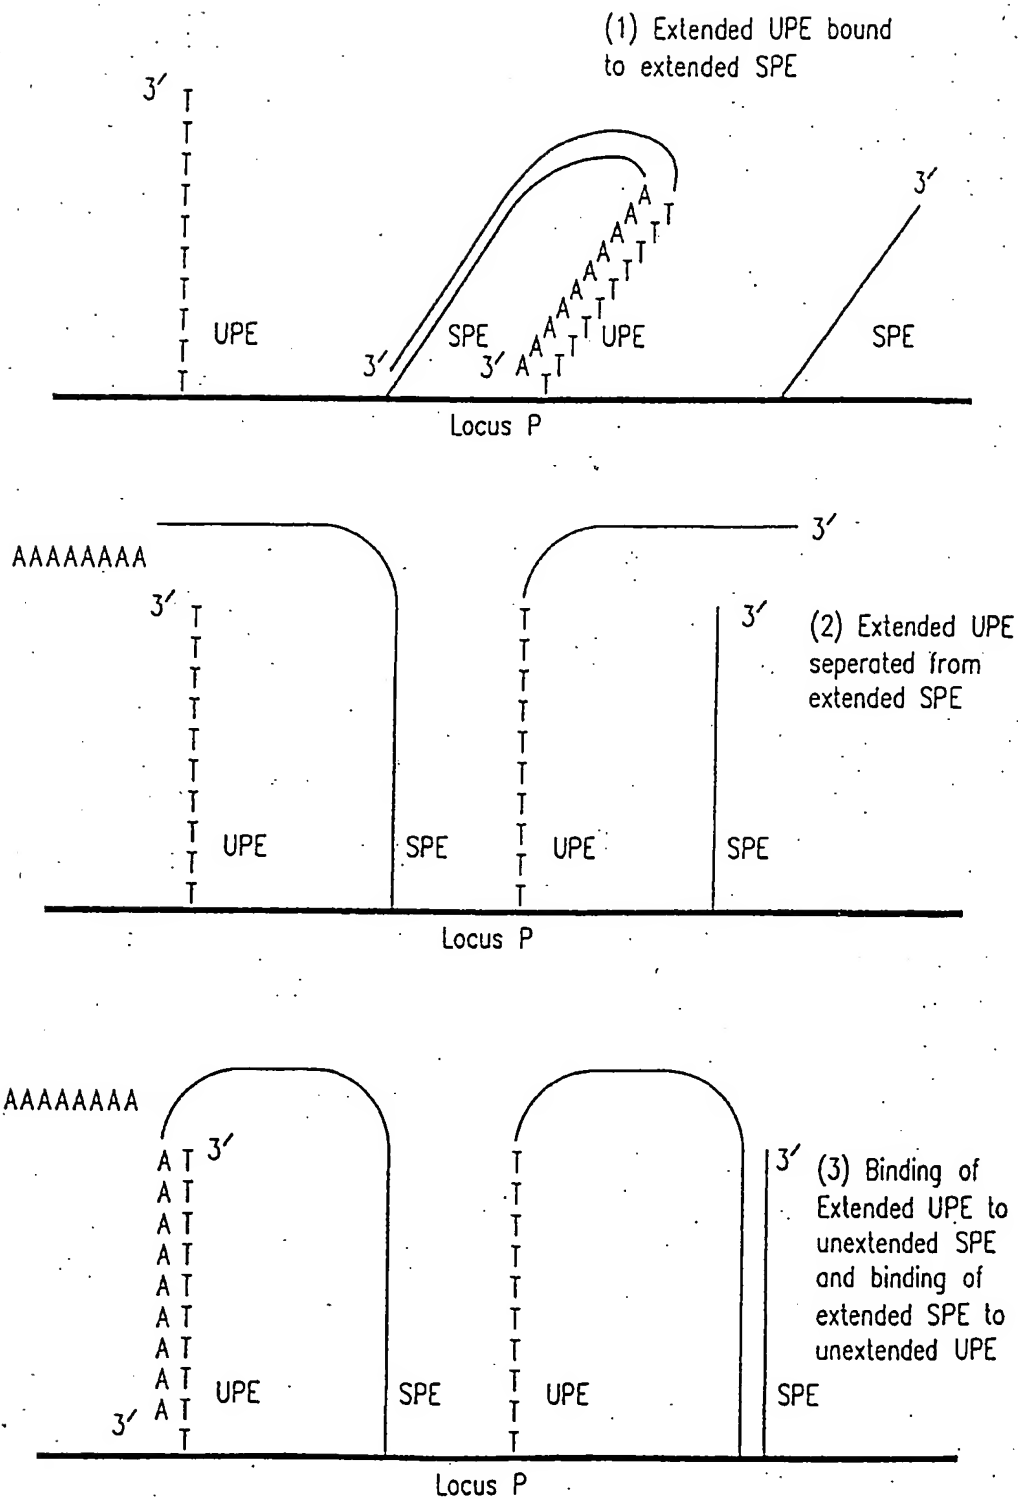 (1) Extended UPE bound
to extended SPE
3′
T T T T T T T T T T
UPE
3′
SPE
3′
A A A A A A A A A A
T T T T T T T T T T
UPE
3′
SPE
Locus P
AAAAAAAA
3′
T T T T T T T T T T
UPE
SPE
3′
T T T T T T T T T T
UPE
3′
SPE
(2) Extended UPE
seperated from
extended SPE
Locus P
AAAAAAAA
3′
A A A A A A A A A
T T T T T T T T T T
3′
UPE
SPE
T T T T T T T T T T
UPE
3′
SPE
(3) Binding of
Extended UPE to
unextended SPE
and binding of
extended SPE to
unextended UPE
Locus P